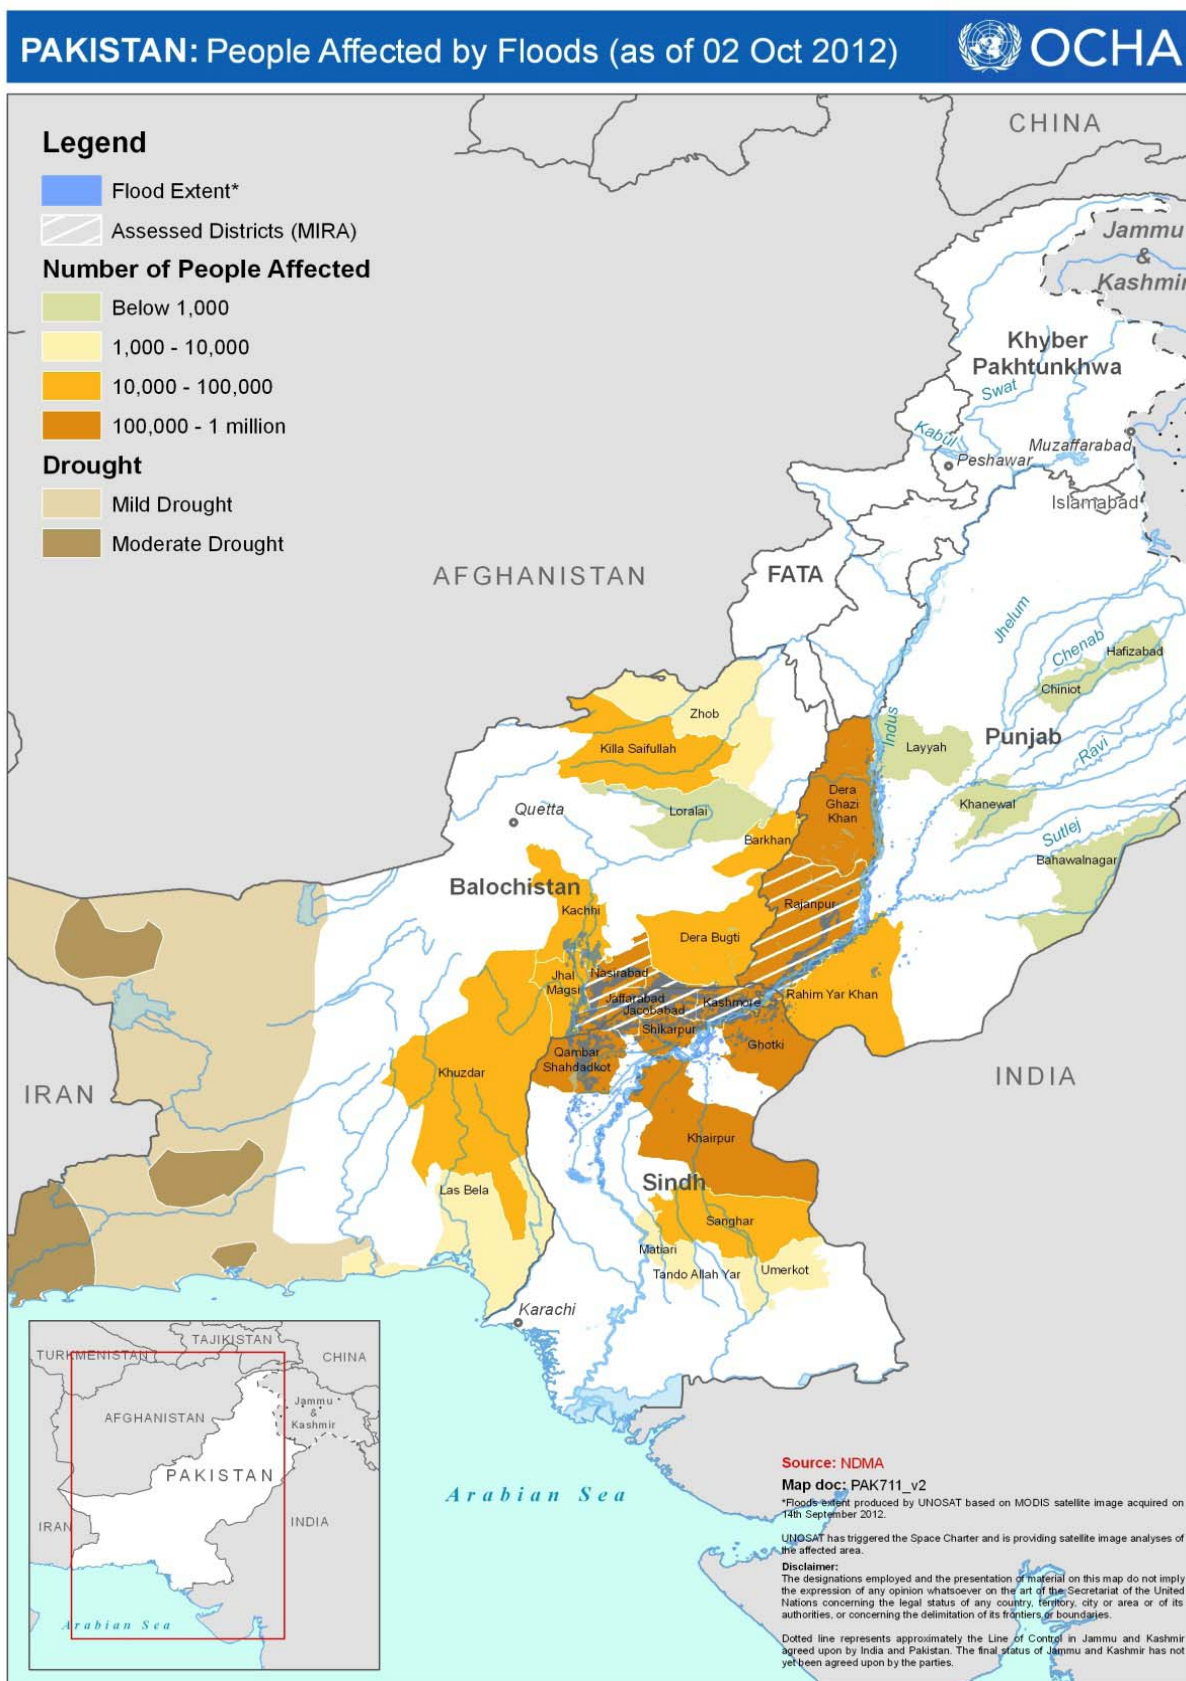 PAKISTAN: People Affected by Floods (as of 02 Oct 2012)
OCHA
Legend
Flood Extent*
Assessed Districts (MIRA)
Number of People Affected
Below 1,000
1,000 - 10,000
10,000 - 100,000
100,000 - 1 million
Drought
Mild Drought
Moderate Drought
CHINA
Jammu
&
Kashmir
Khyber
Pakhtunkhwa
Swat
Kabul
Peshawar
Muzaffarabad
Islamabad
AFGHANISTAN
FATA
Jhelum
Chenab
Hafizabad
Chiniot
Indus
Zhob
Killa Saifullah
Layyah
Punjab
Ravi
Dera
Ghazi
Khan
Khanewal
Quetta
Loralai
Barkhan
Sutlej
Bahawalnagar
Balochistan
Kachhi
Rajanpur
Dera Bugti
Nasirabad
Jhal
Magsi
Jaffarabad
Jacobabad
Kashmore
Rahim Yar Khan
Shikarpur
Ghotki
Qambar
Shahdadkot
Khuzdar
IRAN
INDIA
Khairpur
Sindh
Las Bela
Sanghar
Matiari
Tando Allah Yar
Umerkot
Karachi
TAJIKISTAN
TURKMENISTAN
CHINA
AFGHANISTAN
Jammu
&
Kashmir
PAKISTAN
IRAN
INDIA
Arabian Sea
Arabian Sea
Source: NDMA
Map doc: PAK711_v2
*Floods extent produced by UNOSAT based on MODIS satellite image acquired on
14th September 2012.
UNOSAT has triggered the Space Charter and is providing satellite image analyses of
the affected area.
Disclaimer:
The designations employed and the presentation of material on this map do not imply
the expression of any opinion whatsoever on the art of the Secretariat of the United
Nations concerning the legal status of any country, territory, city or area or of its
authorities, or concerning the delimitation of its frontiers or boundaries.
Dotted line represents approximately the Line of Control in Jammu and Kashmir
agreed upon by India and Pakistan. The final status of Jammu and Kashmir has not
yet been agreed upon by the parties.